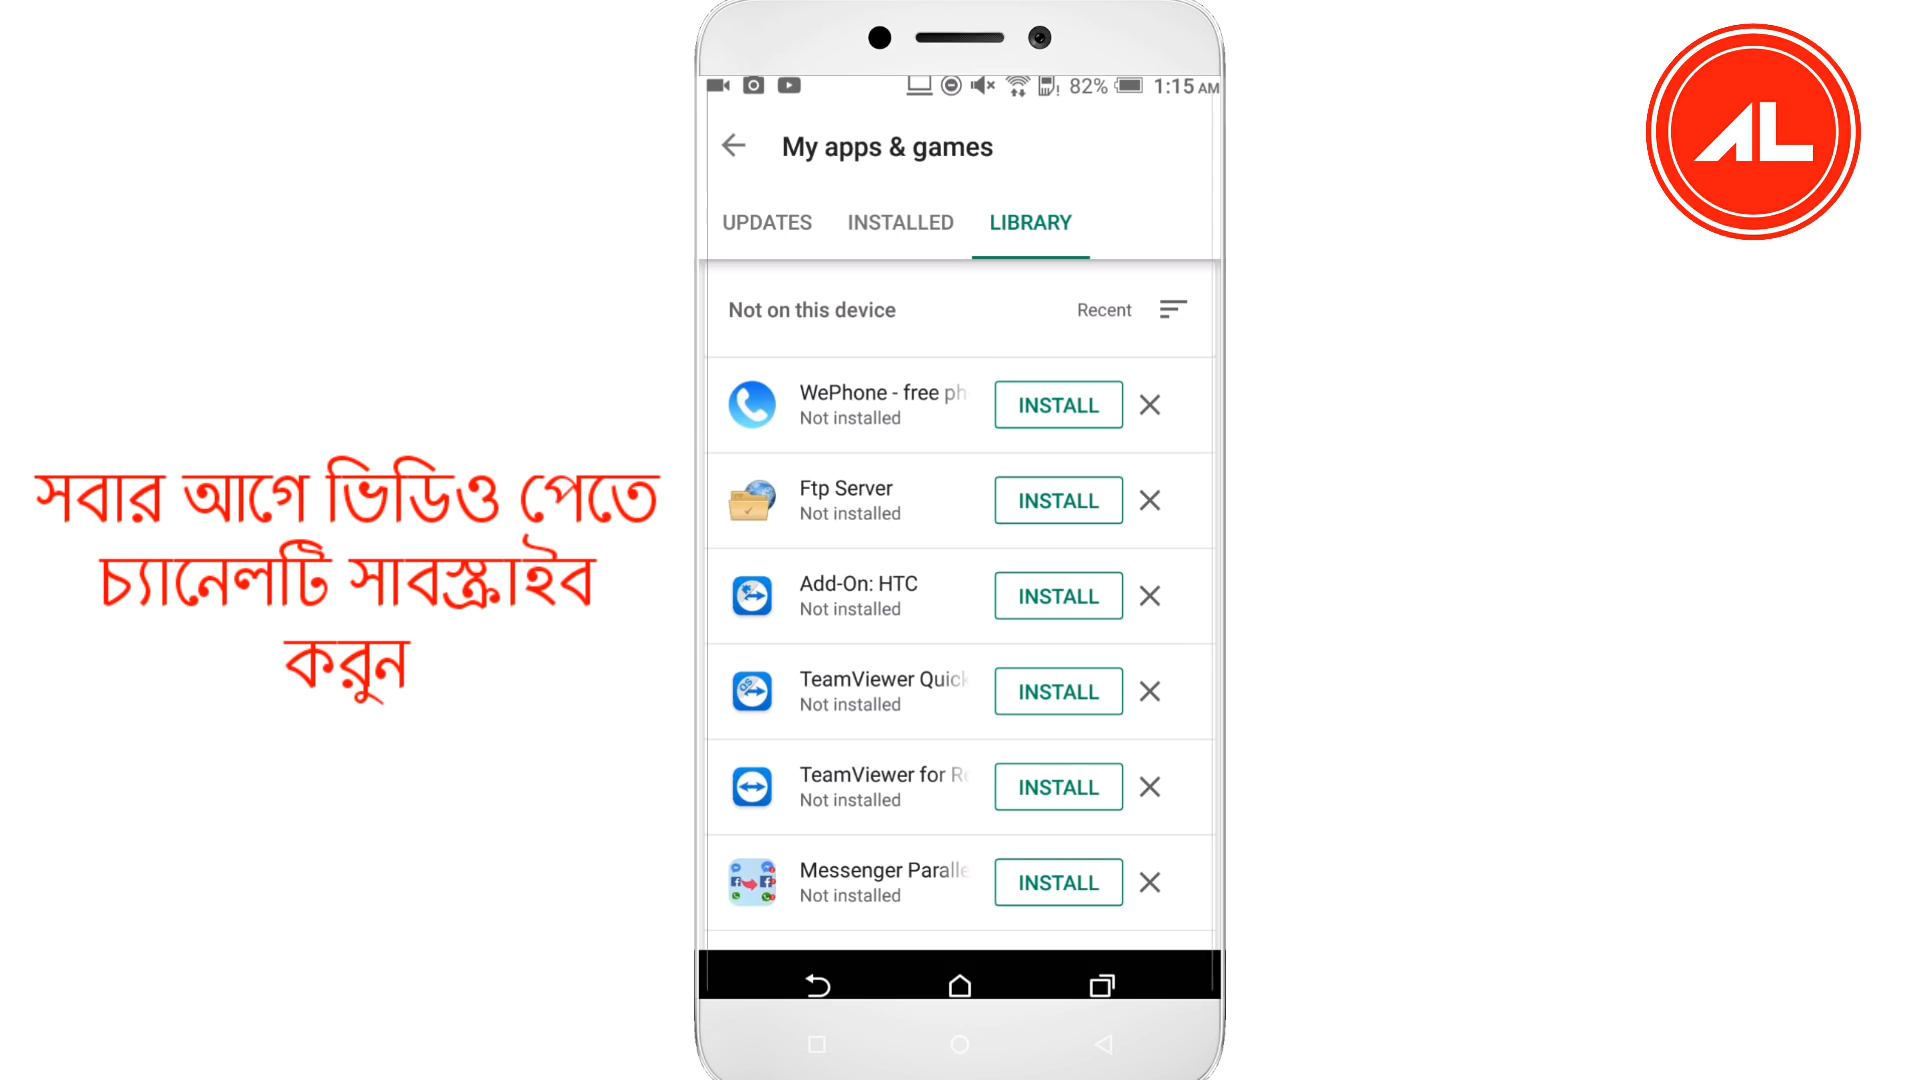 82% 1:15 AM
My apps & games
UPDATES INSTALLED LIBRARY
Not on this device Recent
WePhone - free ph
Not installed
INSTALL
Ftp Server
Not installed
INSTALL
Add-On: HTC
Not installed
INSTALL
TeamViewer Quick
Not installed
INSTALL
TeamViewer for Re
Not installed
INSTALL
Messenger Paralle
Not installed
INSTALL
সবার আগে ভিডিও পেতে
চ্যানেলটি সাবস্ক্রাইব
করুন
AL